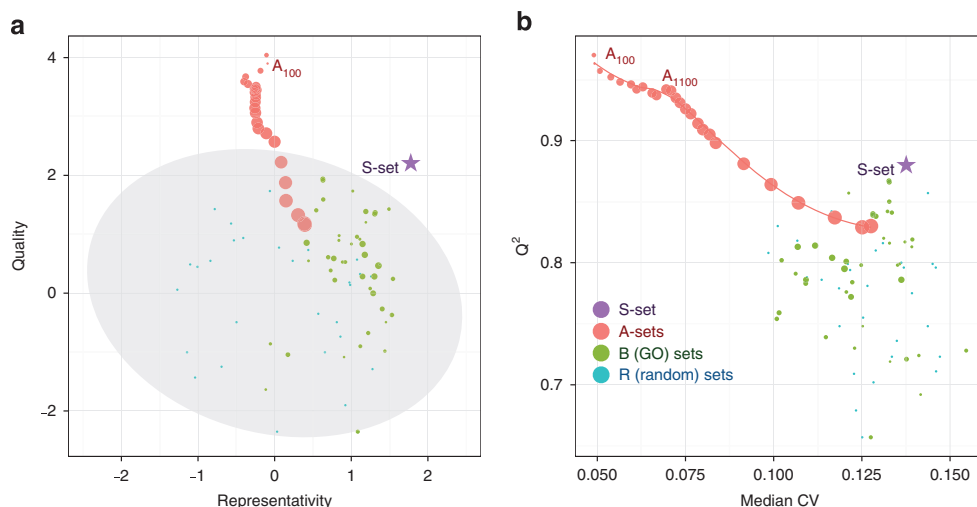 a
4
2
0
−2
Quality
−2
−1
0
1
2
Representativity
A100
S-set
b
0.9
0.8
0.7
Q2
0.050
0.075
0.100
0.125
0.150
Median CV
A100
A1100
S-set
S-set
A-sets
B (GO) sets
R (random) sets